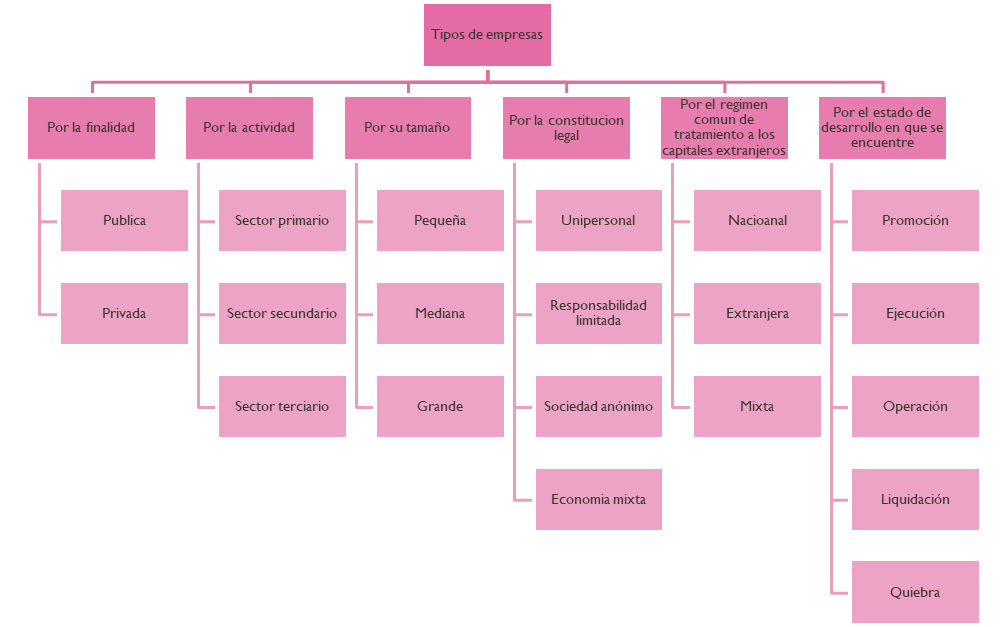 Tipos de empresas
Por la finalidad
Publica
Privada
Por la actividad
Sector primario
Sector secundario
Sector terciario
Por su tamaño
Pequeña
Mediana
Grande
Por la constitucion
legal
Unipersonal
Responsabilidad
limitada
Sociedad anónimo
Economia mixta
Por el regimen
comun de
tratamiento a los
capitales extranjeros
Nacioanal
Extranjera
Mixta
Por el estado de
desarrollo en que se
encuentre
Promoción
Ejecución
Operación
Liquidación
Quiebra